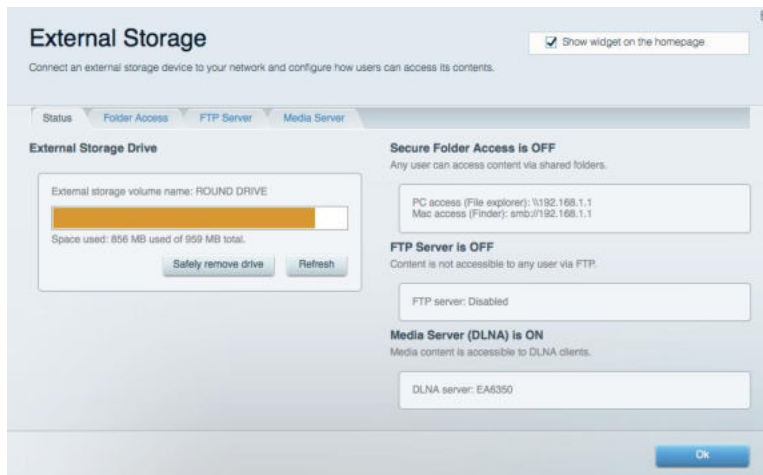 External Storage
Show widget on the homepage
Connect an external storage device to your network and configure how users can access its contents.
Status
Folder Access
FTP Server
Media Server
External Storage Drive
External storage volume name: ROUND DRIVE
Space used: 856 MB used of 959 MB total.
Safely remove drive
Refresh
Secure Folder Access is OFF
Any user can access content via shared folders.
PC access (File explorer): \\192.168.1.1
Mac access (Finder): smb://192.168.1.1
FTP Server is OFF
Content is not accessible to any user via FTP.
FTP server: Disabled
Media Server (DLNA) is ON
Media content is accessible to DLNA clients.
DLNA server: EA6350
Ok